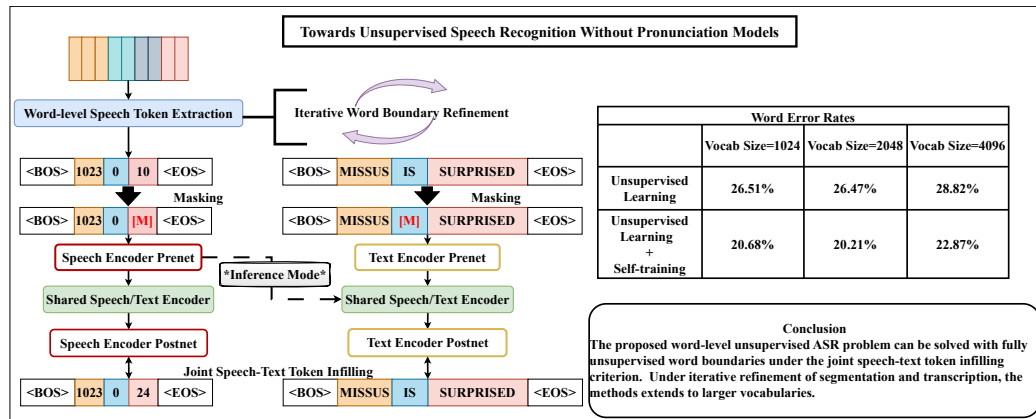 Towards Unsupervised Speech Recognition Without Pronunciation Models
Word-level Speech Token Extraction
Iterative Word Boundary Refinement
<BOS> 1023 0 10 <EOS>
<BOS> MISSUS IS SURPRISED <EOS>
Masking
Masking
<BOS> 1023 0 [M] <EOS>
<BOS> MISSUS [M] SURPRISED <EOS>
Speech Encoder Prenet
Text Encoder Prenet
*Inference Mode*
Shared Speech/Text Encoder
Shared Speech/Text Encoder
Speech Encoder Postnet
Text Encoder Postnet
Joint Speech-Text Token Infilling
<BOS> 1023 0 24 <EOS>
<BOS> MISSUS IS SURPRISED <EOS>
Word Error Rates
Vocab Size=1024 Vocab Size=2048 Vocab Size=4096
Unsupervised
Learning
26.51% 26.47% 28.82%
Unsupervised
Learning
+
Self-training
20.68% 20.21% 22.87%
Conclusion
The proposed word-level unsupervised ASR problem can be solved with fully
unsupervised word boundaries under the joint speech-text token infilling
criterion. Under iterative refinement of segmentation and transcription, the
methods extends to larger vocabularies.